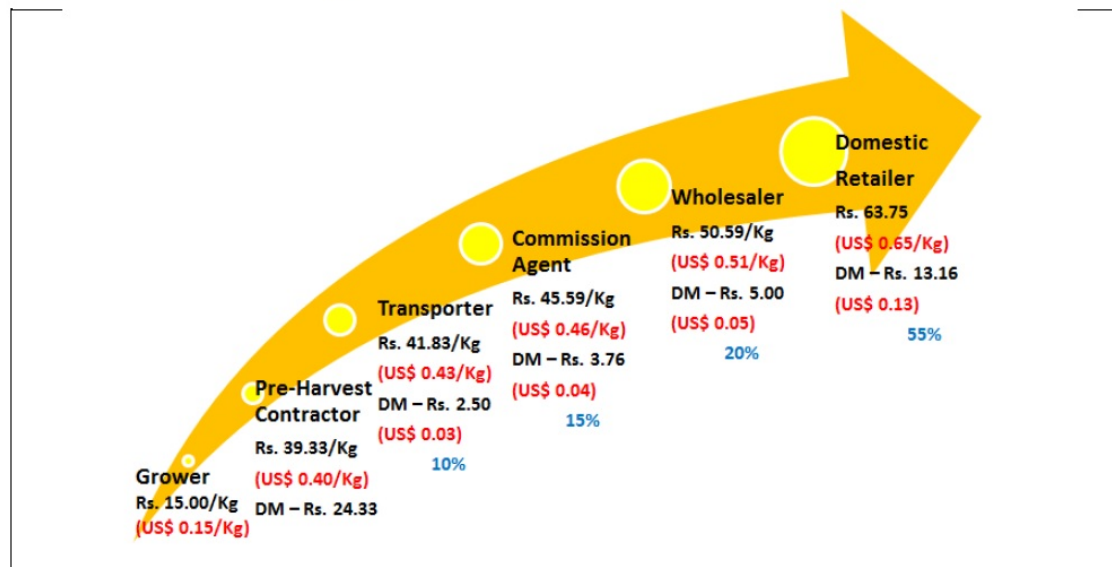 Grower
Rs. 15.00/Kg
(US$ 0.15/Kg)
Pre-Harvest
Contractor
Rs. 39.33/Kg
(US$ 0.40/Kg)
DM – Rs. 24.33
Transporter
Rs. 41.83/Kg
(US$ 0.43/Kg)
DM – Rs. 2.50
(US$ 0.03)
10%
Commission
Agent
Rs. 45.59/Kg
(US$ 0.46/Kg)
DM – Rs. 3.76
(US$ 0.04)
15%
Wholesaler
Rs. 50.59/Kg
(US$ 0.51/Kg)
DM – Rs. 5.00
(US$ 0.05)
20%
Domestic
Retailer
Rs. 63.75
(US$ 0.65/Kg)
DM – Rs. 13.16
(US$ 0.13)
55%